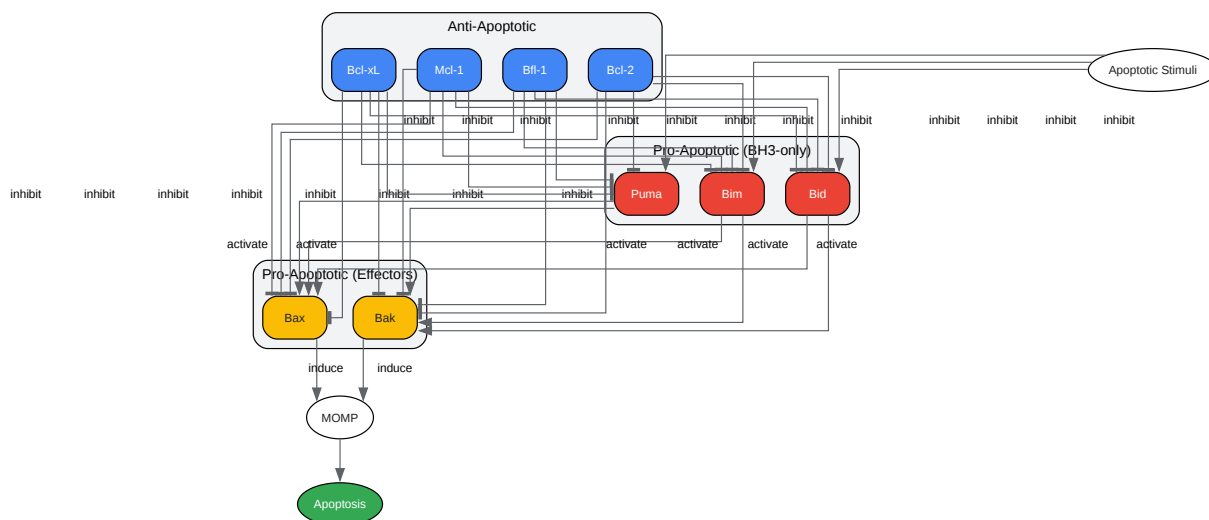 Anti-Apoptotic
Bcl-xL
Mcl-1
Bfl-1
Bcl-2
Apoptotic Stimuli
inhibit inhibit inhibit inhibit inhibit inhibit inhibit inhibit inhibit inhibit inhibit inhibit
Pro-Apoptotic (BH3-only)
Puma
Bim
Bid
inhibit inhibit inhibit inhibit inhibit inhibit inhibit inhibit
activate activate activate activate activate activate
Pro-Apoptotic (Effectors)
Bax
Bak
induce induce
MOMP
Apoptosis